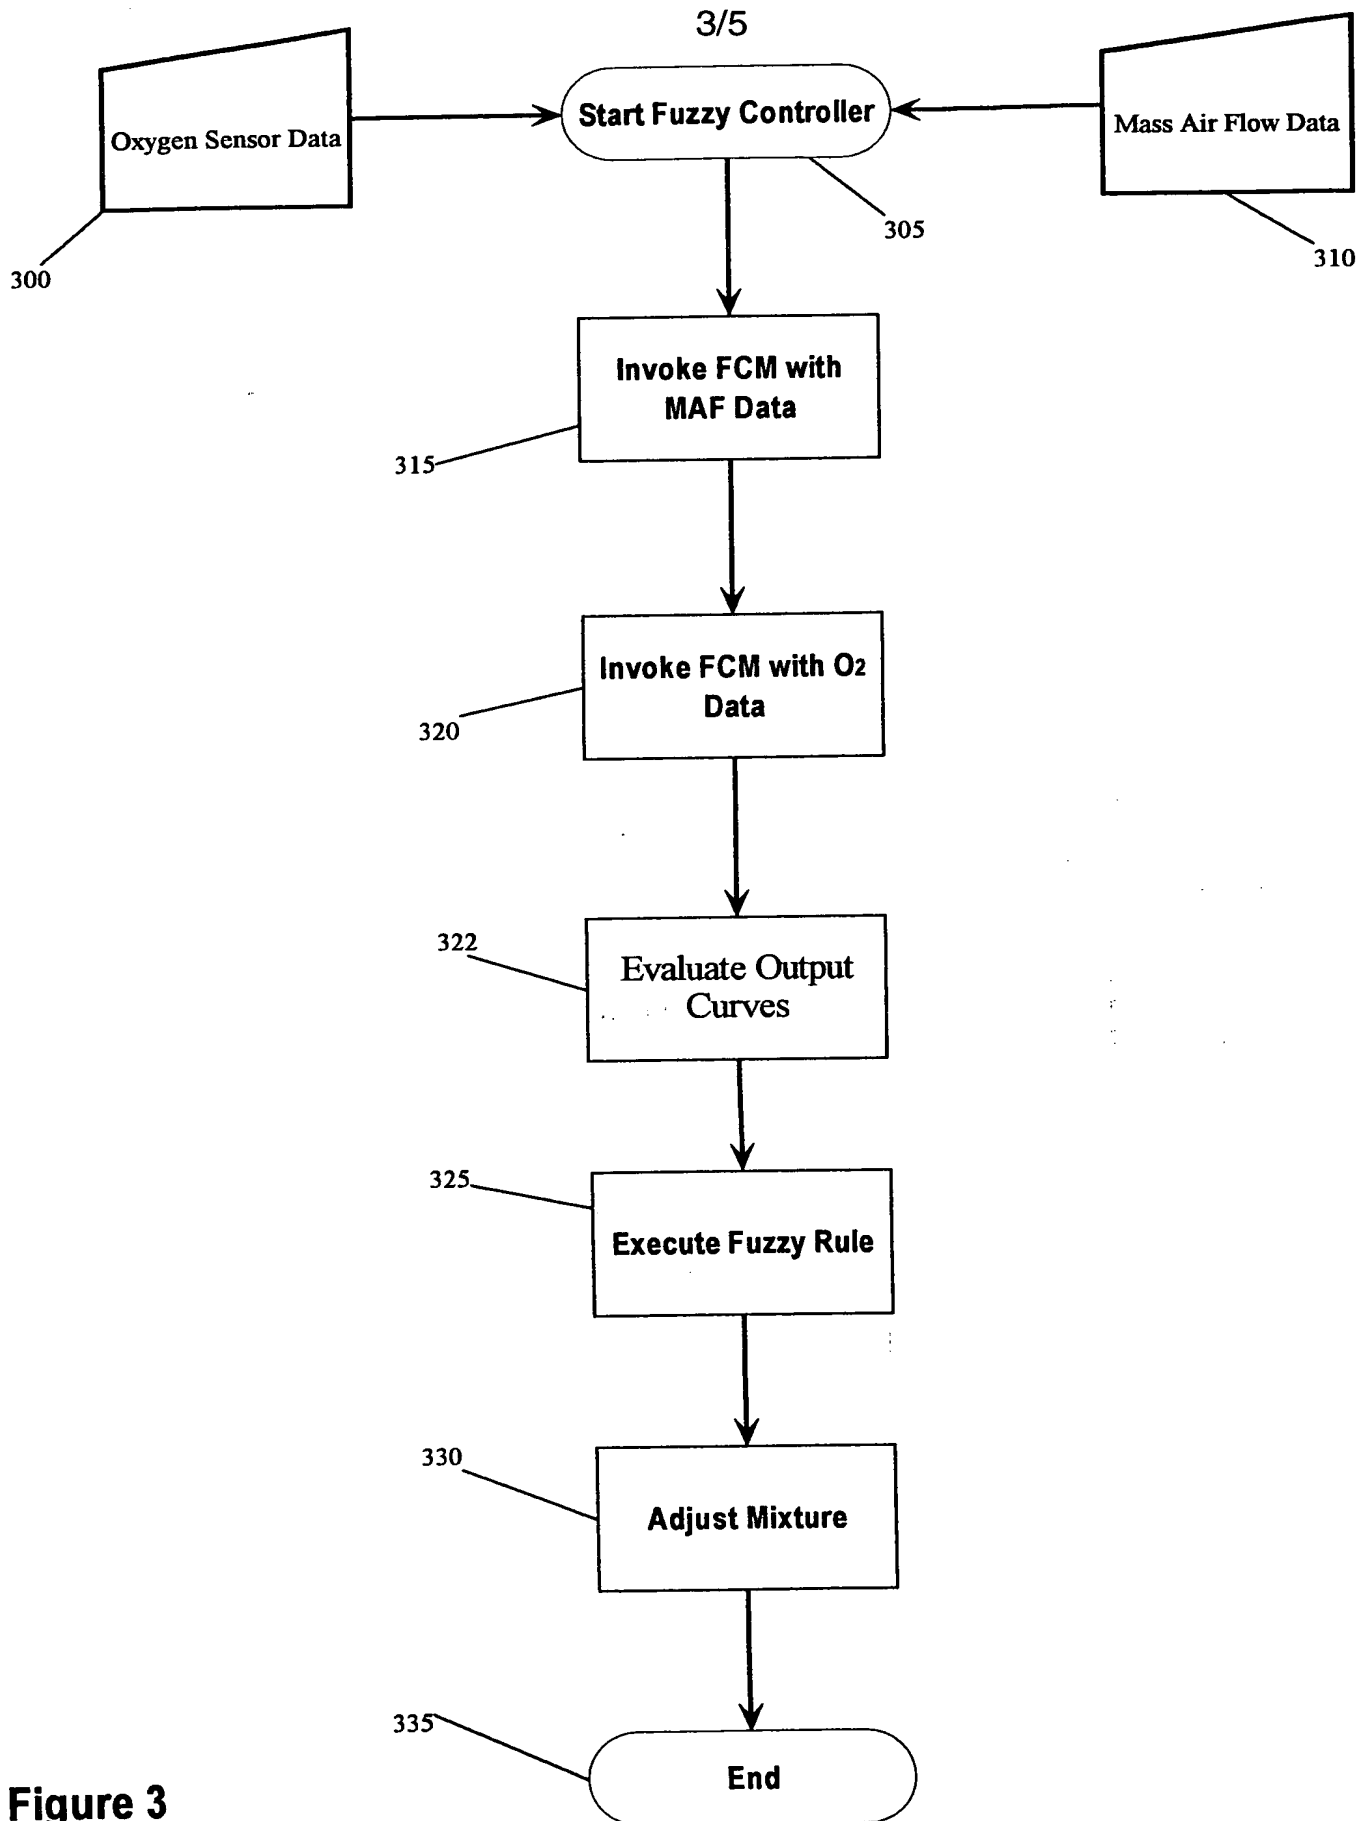 3/5
Oxygen Sensor Data
Start Fuzzy Controller
Mass Air Flow Data
300
305
310
Invoke FCM with
MAF Data
315
Invoke FCM with O2
Data
320
322
Evaluate Output
Curves
325
Execute Fuzzy Rule
330
Adjust Mixture
335
End
Figure 3